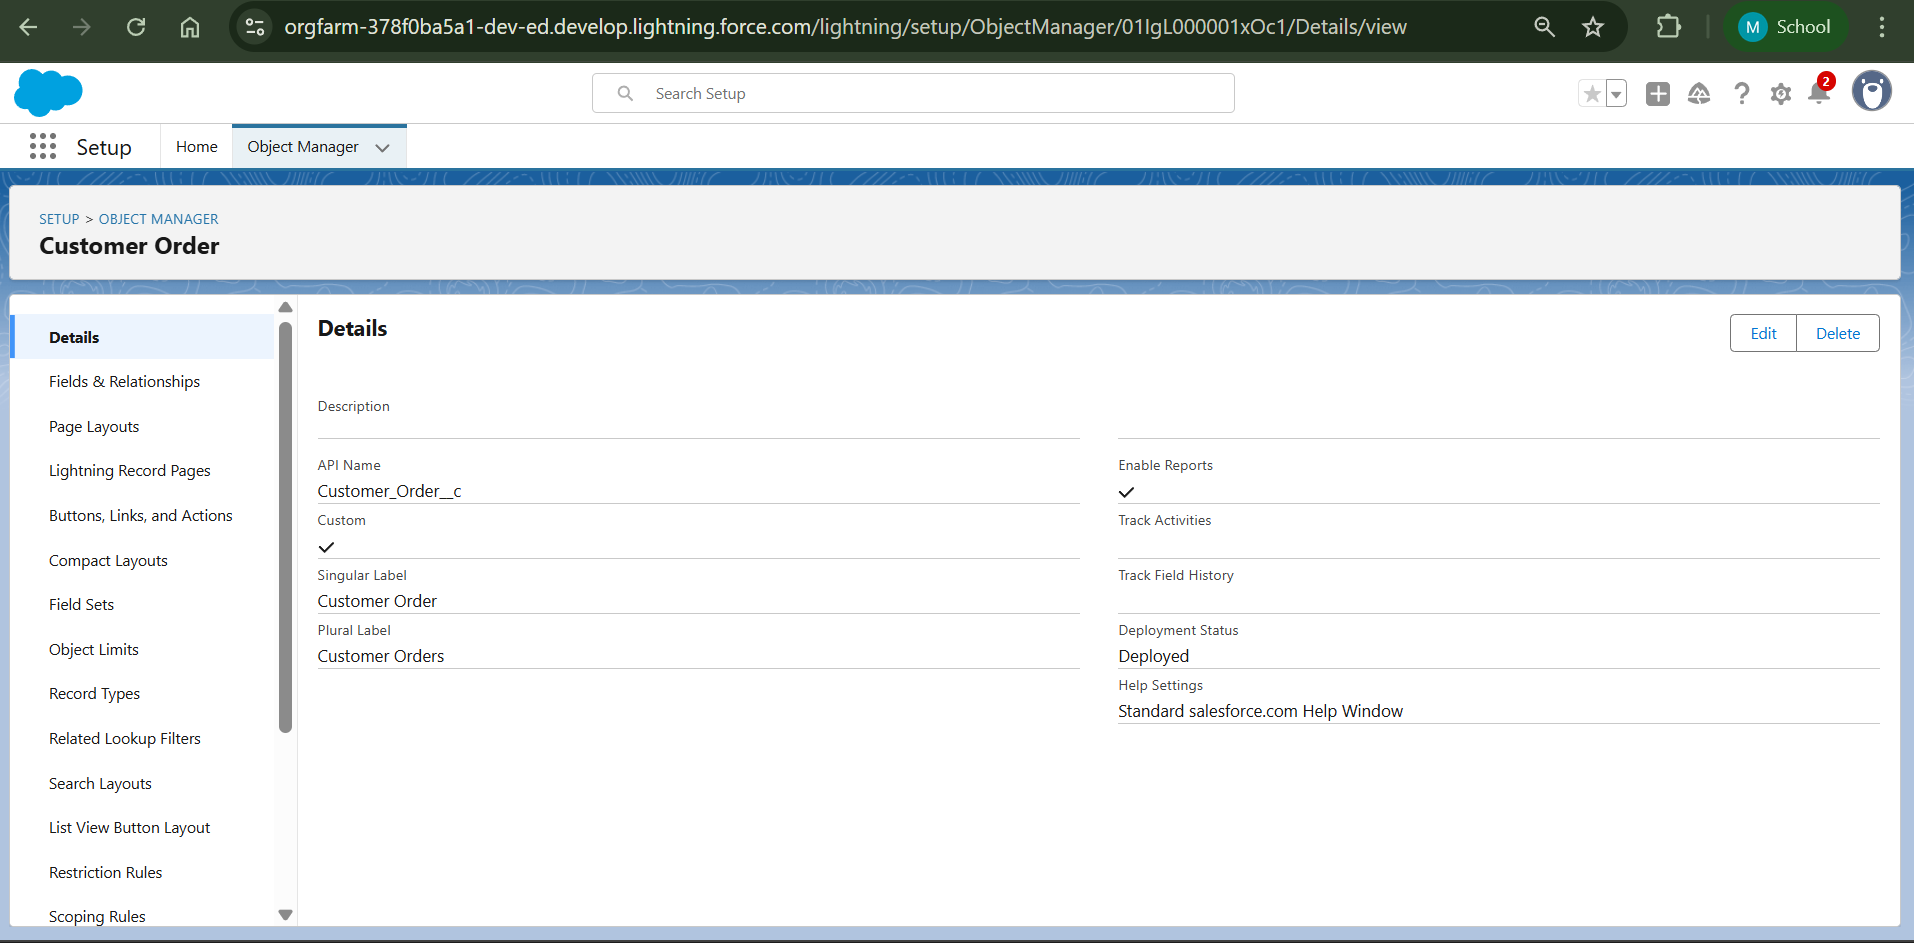 orgfarm-378f0ba5a1-dev-ed.develop.lightning.force.com/lightning/setup/ObjectManager/01IgL000001xOc1/Details/view
M School
Search Setup
2
Setup
Home
Object Manager
SETUP > OBJECT MANAGER
Customer Order
Details
Fields & Relationships
Page Layouts
Lightning Record Pages
Buttons, Links, and Actions
Compact Layouts
Field Sets
Object Limits
Record Types
Related Lookup Filters
Search Layouts
List View Button Layout
Restriction Rules
Scoping Rules
Details
Edit
Delete
Description
API Name
Customer_Order__c
Custom
Singular Label
Customer Order
Plural Label
Customer Orders
Enable Reports
Track Activities
Track Field History
Deployment Status
Deployed
Help Settings
Standard salesforce.com Help Window